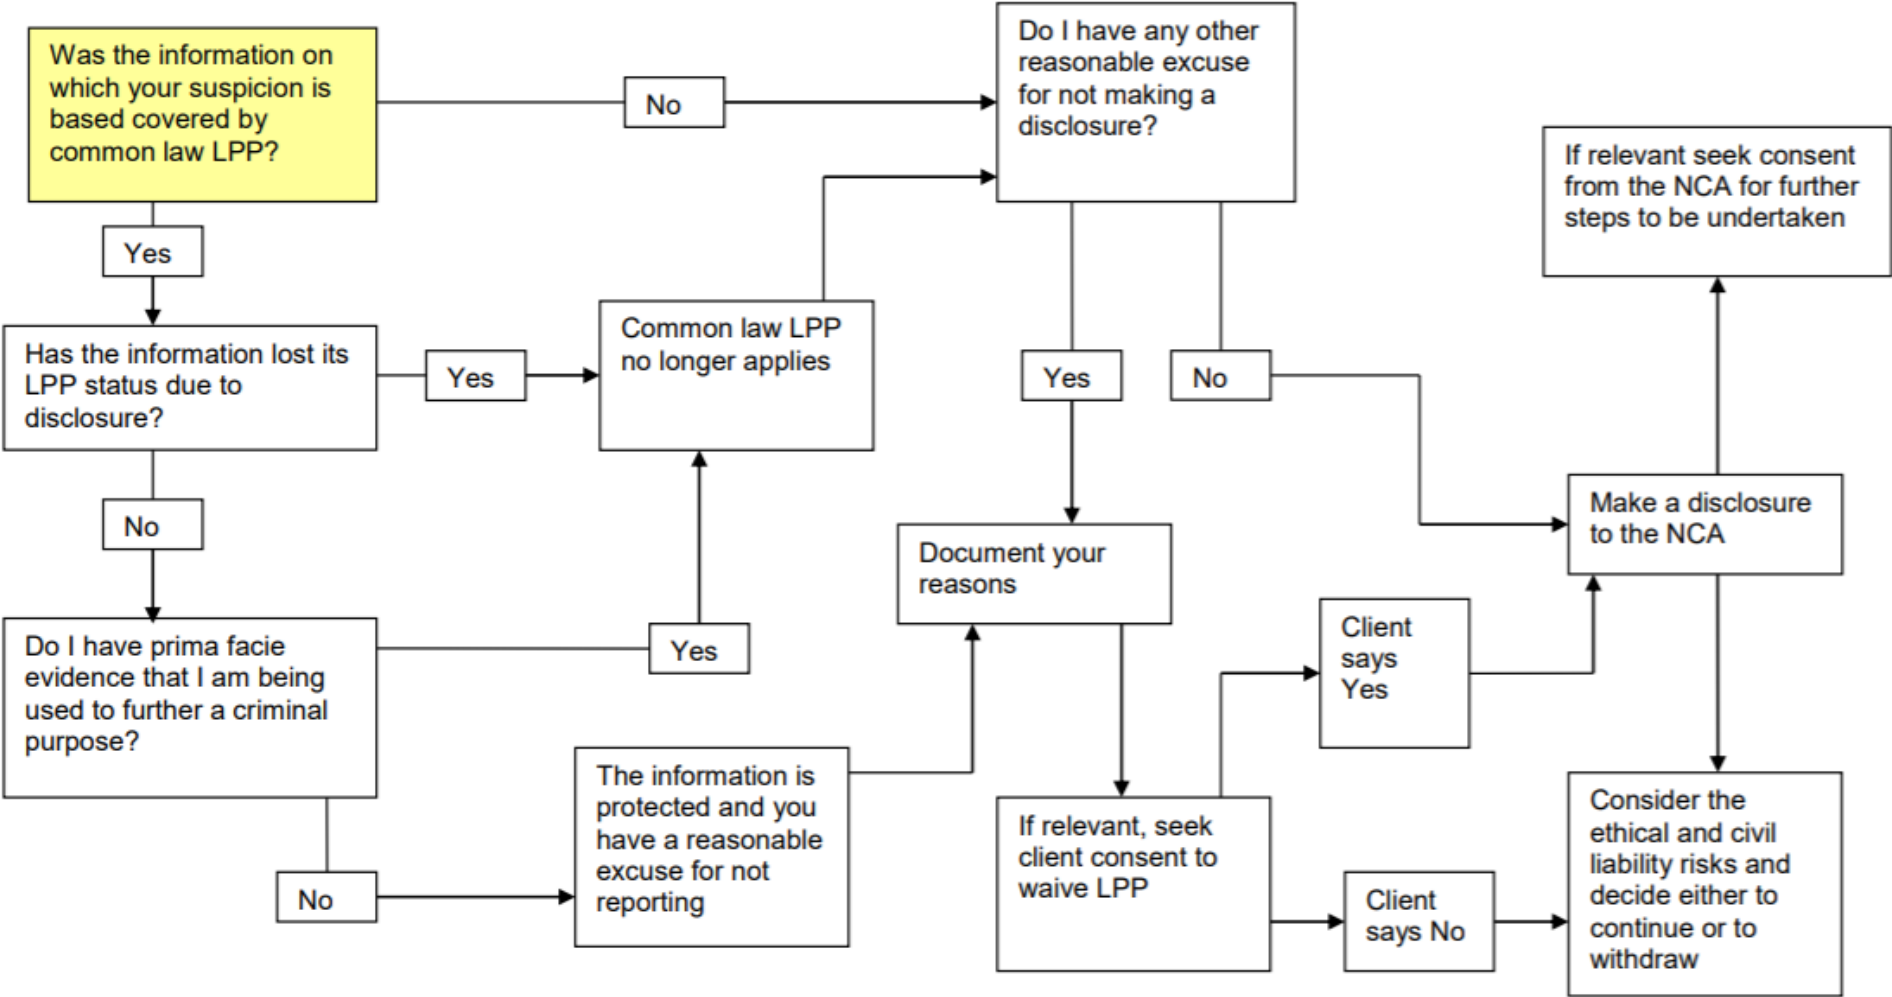 Was the information on
which your suspicion is
based covered by
common law LPP?
No
Do I have any other
reasonable excuse
for not making a
disclosure?
If relevant seek consent
from the NCA for further
steps to be undertaken
Yes
Has the information lost its
LPP status due to
disclosure?
Yes
Common law LPP
no longer applies
Yes
No
No
Document your
reasons
Make a disclosure
to the NCA
Do I have prima facie
evidence that I am being
used to further a criminal
purpose?
Yes
Client
says
Yes
The information is
protected and you
have a reasonable
excuse for not
reporting
If relevant, seek
client consent to
waive LPP
Consider the
ethical and civil
liability risks and
decide either to
continue or to
withdraw
No
Client
says No